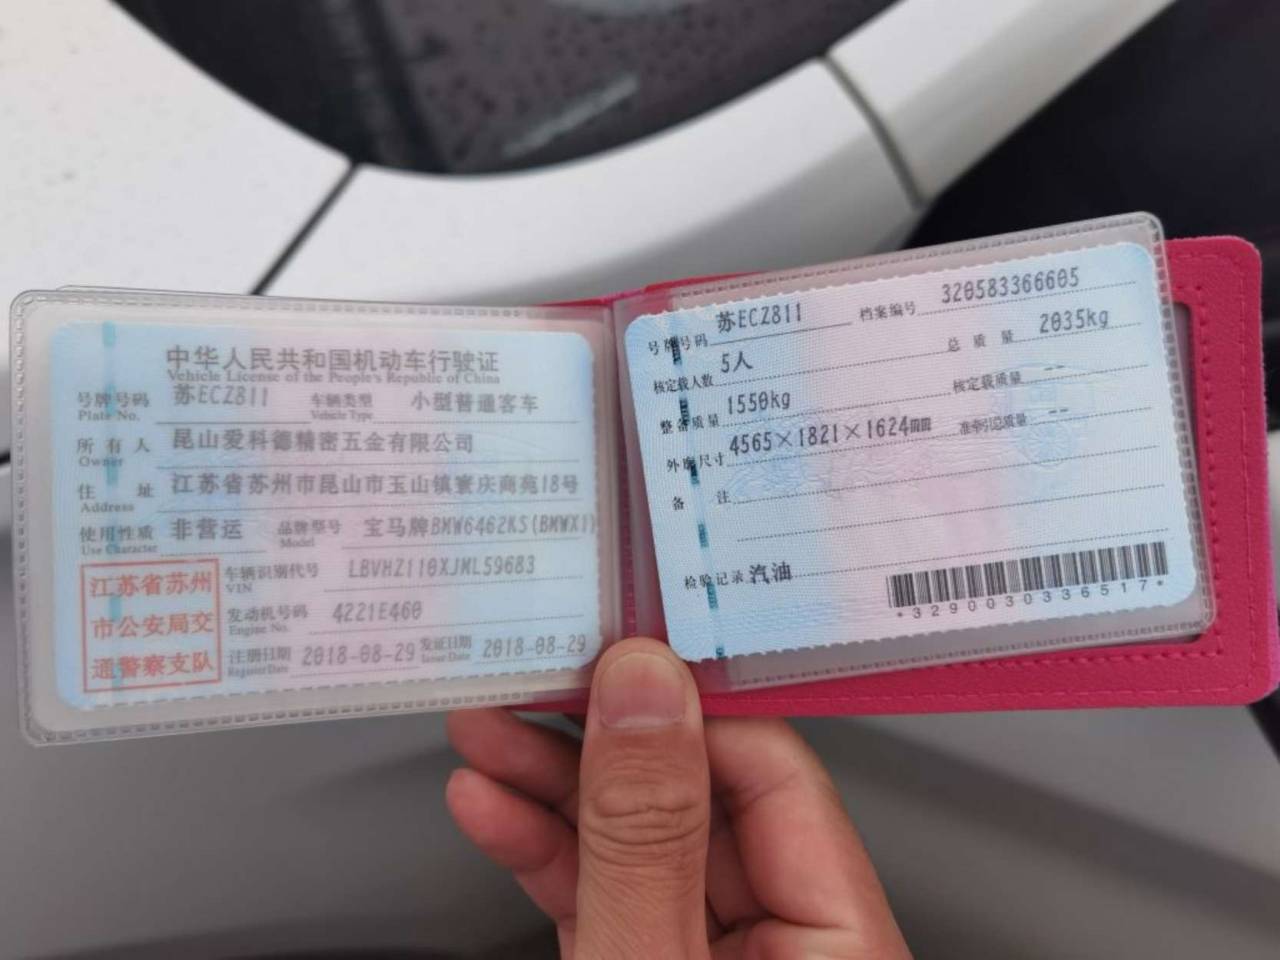 中华人民共和国机动车行驶证
Vehicle License of the People's Republic of China
号牌号码 苏ECZ811 车辆类型 小型普通客车
Plate No. Vehicle Type
所有人 昆山爱科德精密五金有限公司
Owner
住址 江苏省苏州市昆山市玉山镇寰庆商苑18号
Address
使用性质 非营运 品牌型号 宝马牌BMW6462KS(BMWX1)
Use Character Model
江苏省苏州
市公安局交
通警察支队
车辆识别代号 LBVHZ110XJML59683
VIN
发动机号码 4221E460
Engine No.
注册日期 2018-08-29 发证日期 2018-08-29
Register Date Issue Date
号牌号码 苏ECZ811 档案编号 320583366605
核定载人数 5人 总质量 2035kg
整备质量 1550kg 核定载质量 --
外廓尺寸 4565×1821×1624mm 准牵引总质量 --
备注
检验记录 汽油
*3290030336517*